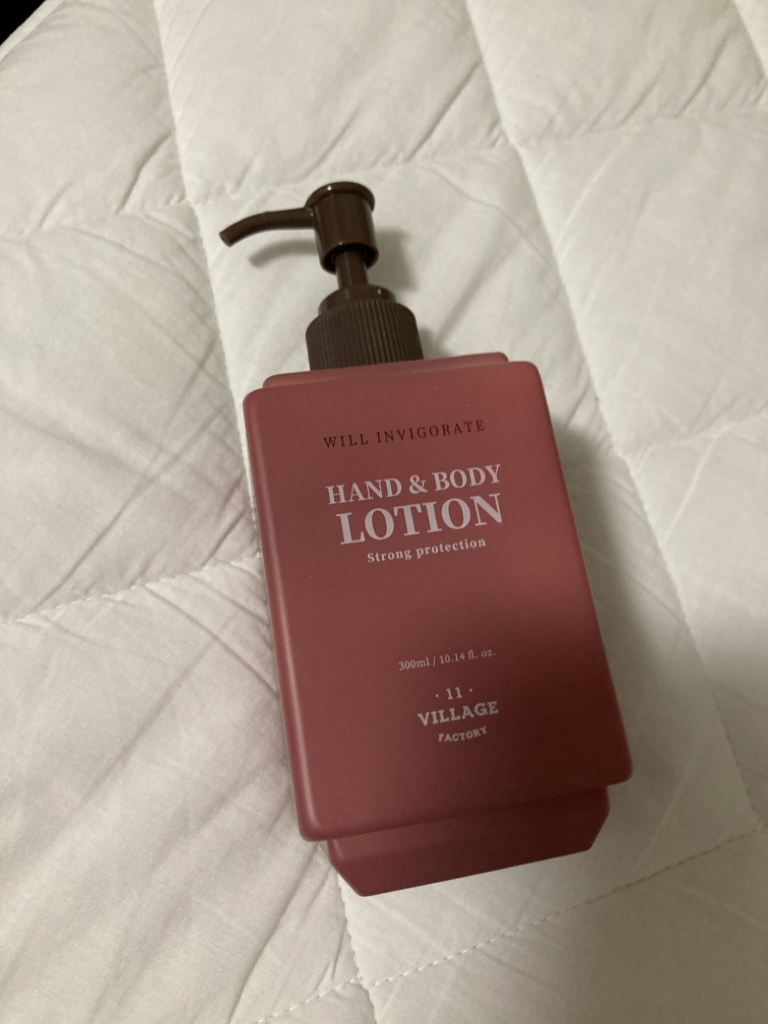 WILL INVIGORATE
HAND & BODY
LOTION
Strong protection
300ml / 10.14 fl. oz.
· 11 ·
VILLAGE
FACTORY